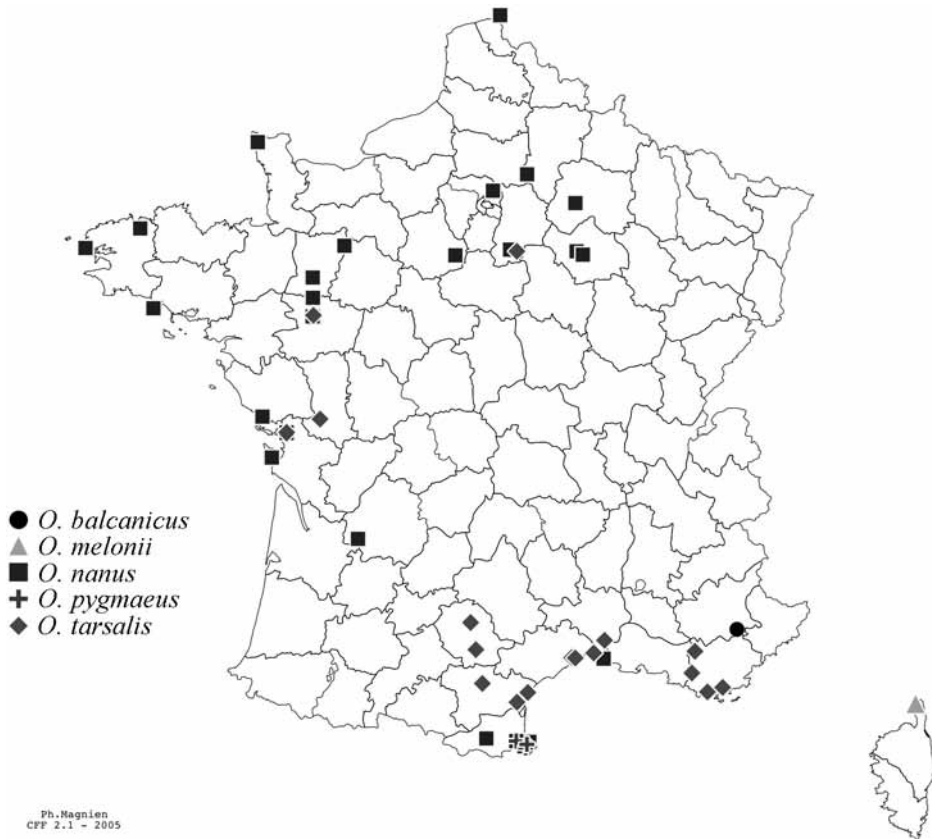 O. balcanicus
O. melonii
O. nanus
O. pygmaeus
O. tarsalis
Ph.Magnien
CFF 2.1 - 2005